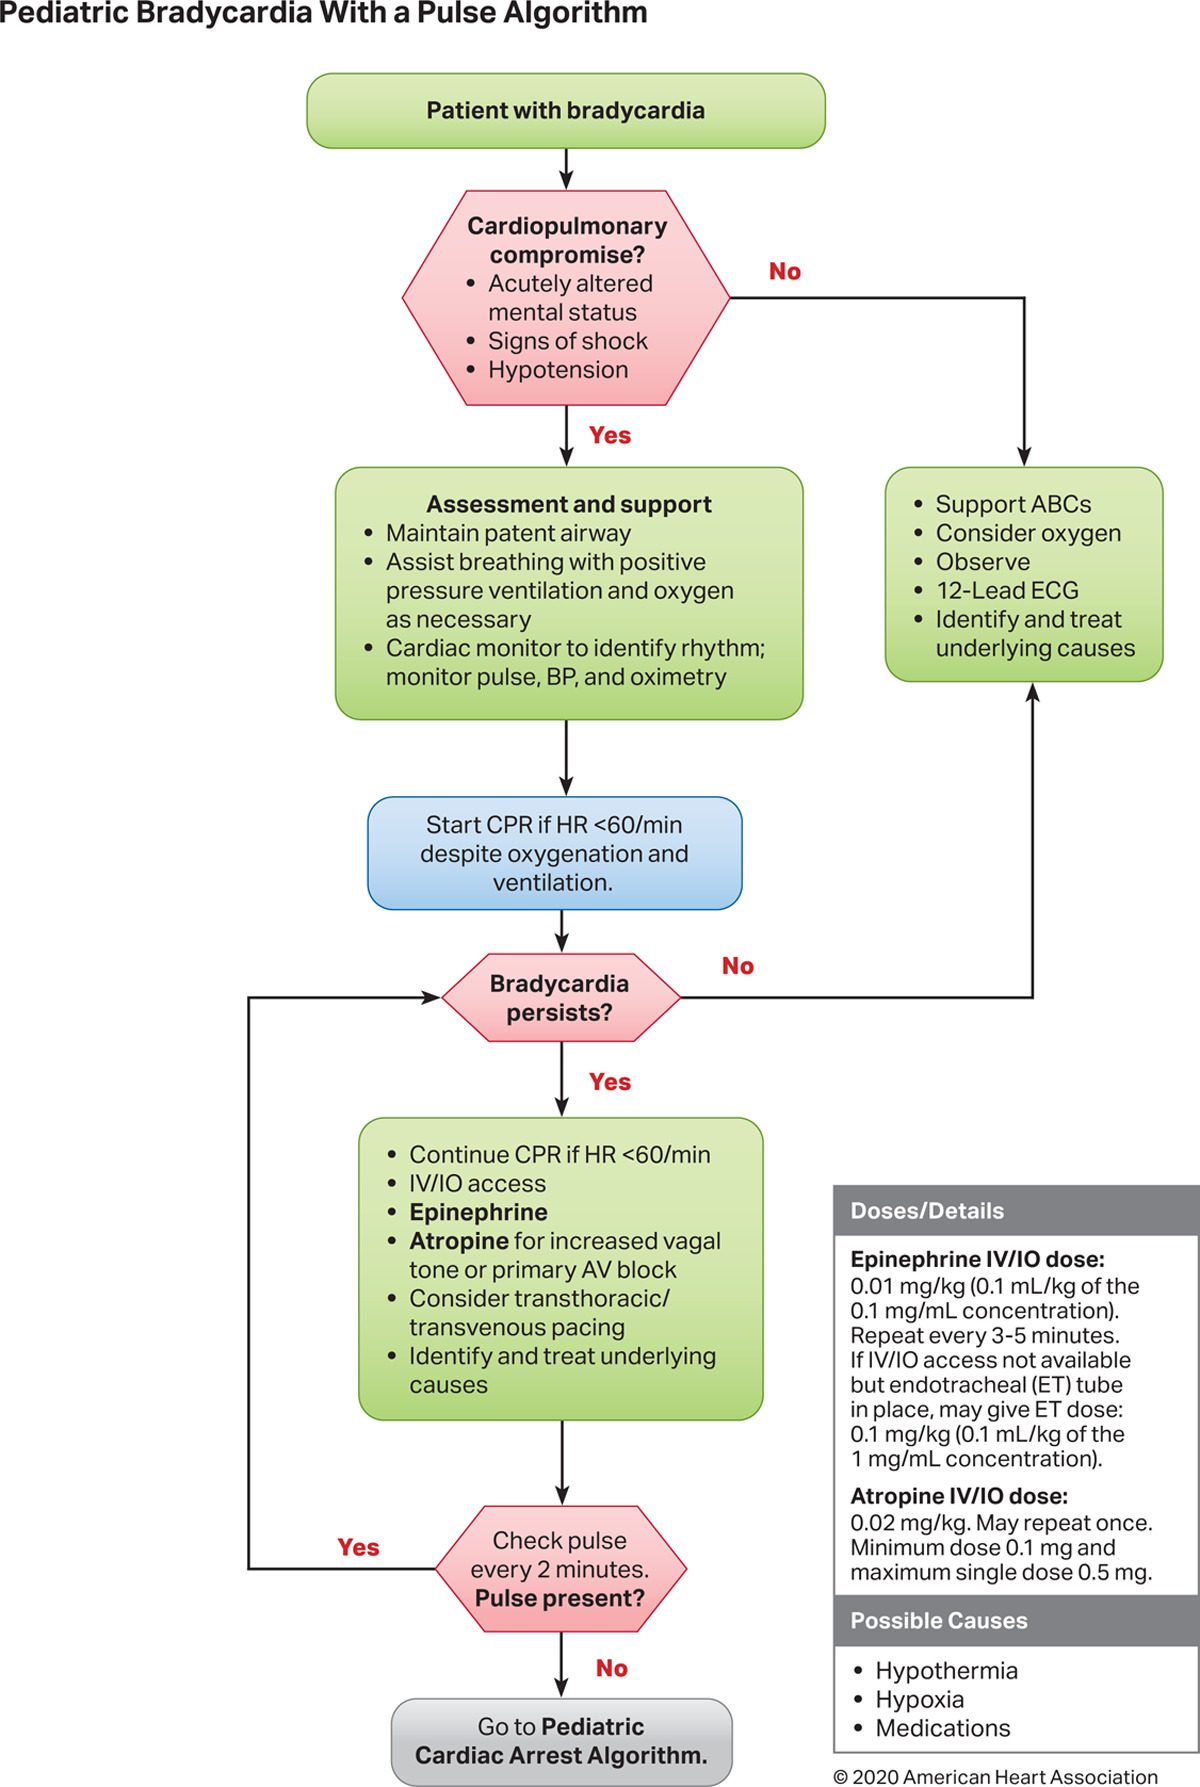 Pediatric Bradycardia With a Pulse Algorithm
Patient with bradycardia
Cardiopulmonary
compromise?
• Acutely altered
mental status
• Signs of shock
• Hypotension
No
Yes
Assessment and support
• Maintain patent airway
• Assist breathing with positive
pressure ventilation and oxygen
as necessary
• Cardiac monitor to identify rhythm;
monitor pulse, BP, and oximetry
• Support ABCs
• Consider oxygen
• Observe
• 12-Lead ECG
• Identify and treat
underlying causes
Start CPR if HR <60/min
despite oxygenation and
ventilation.
Bradycardia
persists?
No
Yes
• Continue CPR if HR <60/min
• IV/IO access
• Epinephrine
• Atropine for increased vagal
tone or primary AV block
• Consider transthoracic/
transvenous pacing
• Identify and treat underlying
causes
Check pulse
every 2 minutes.
Pulse present?
Yes
No
Go to Pediatric
Cardiac Arrest Algorithm.
Doses/Details
Epinephrine IV/IO dose:
0.01 mg/kg (0.1 mL/kg of the
0.1 mg/mL concentration).
Repeat every 3-5 minutes.
If IV/IO access not available
but endotracheal (ET) tube
in place, may give ET dose:
0.1 mg/kg (0.1 mL/kg of the
1 mg/mL concentration).
Atropine IV/IO dose:
0.02 mg/kg. May repeat once.
Minimum dose 0.1 mg and
maximum single dose 0.5 mg.
Possible Causes
• Hypothermia
• Hypoxia
• Medications
© 2020 American Heart Association